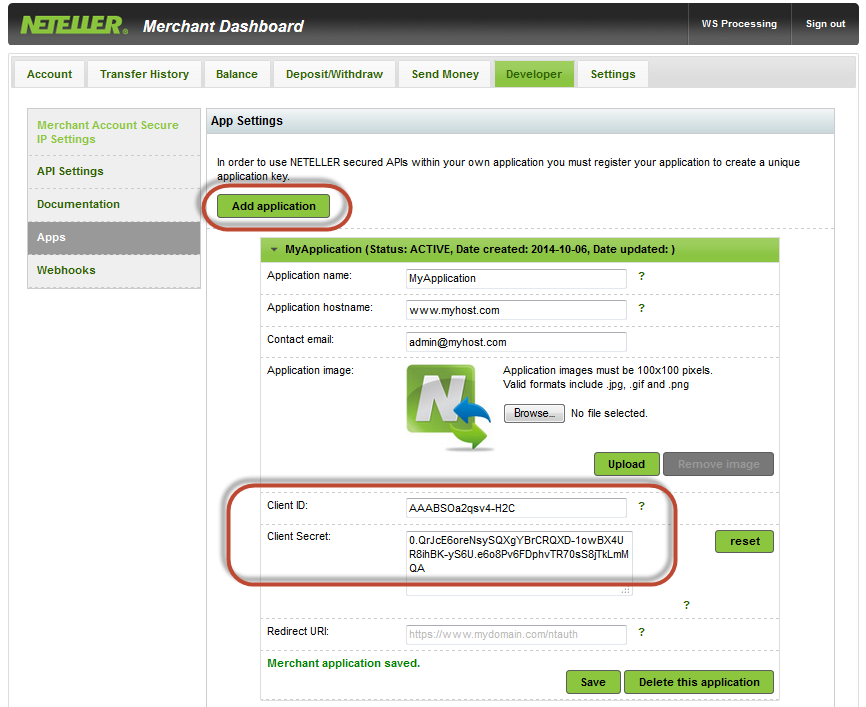 NETELLER® Merchant Dashboard
WS Processing
Sign out
Account
Transfer History
Balance
Deposit/Withdraw
Send Money
Developer
Settings
Merchant Account Secure
IP Settings
API Settings
Documentation
Apps
Webhooks
App Settings
In order to use NETELLER secured APIs within your own application you must register your application to create a unique
application key.
Add application
MyApplication (Status: ACTIVE, Date created: 2014-10-06, Date updated: )
Application name: MyApplication ?
Application hostname: www.myhost.com ?
Contact email: admin@myhost.com
Application image:
N
Application images must be 100x100 pixels.
Valid formats include .jpg, .gif and .png
Browse... No file selected.
Upload
Remove image
Client ID: AAABSOa2qsv4-H2C ?
Client Secret:
0.QrJcE6oreNsySQXgYBrCRQXD-1owBX4U
R8ihBK-yS6U.e6o8Pv6FDphvTR70sS8jTkLmM
QA
reset
?
Redirect URI: https://www.mydomain.com/ntauth ?
Merchant application saved.
Save
Delete this application